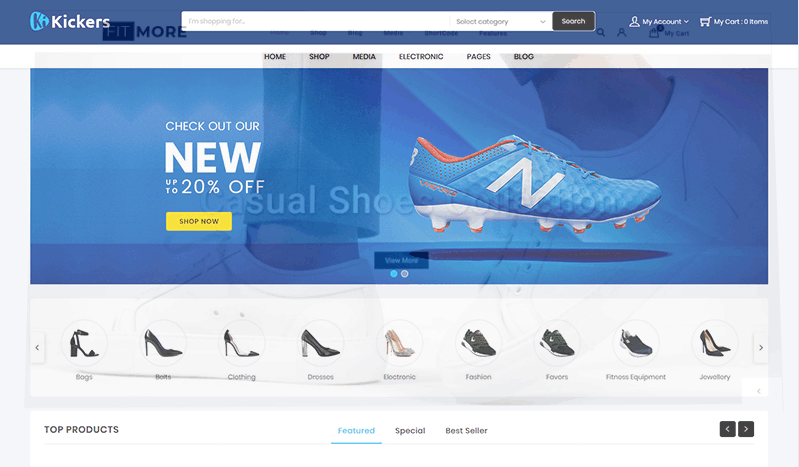 Kickers
I'm shopping for...
Select category
Search
My Account
My Cart : 0 Items
FIT MORE
Home Shop Blog Media ShortCode Features
My Cart
HOME SHOP MEDIA ELECTRONIC PAGES BLOG
CHECK OUT OUR
NEW
UP TO 20% OFF
Casual Shoes Collection
SHOP NOW
View More
Bags Belts Clothing Dresses Electronic Fashion Favors Fitness Equipment Jewellery
TOP PRODUCTS
Featured Special Best Seller